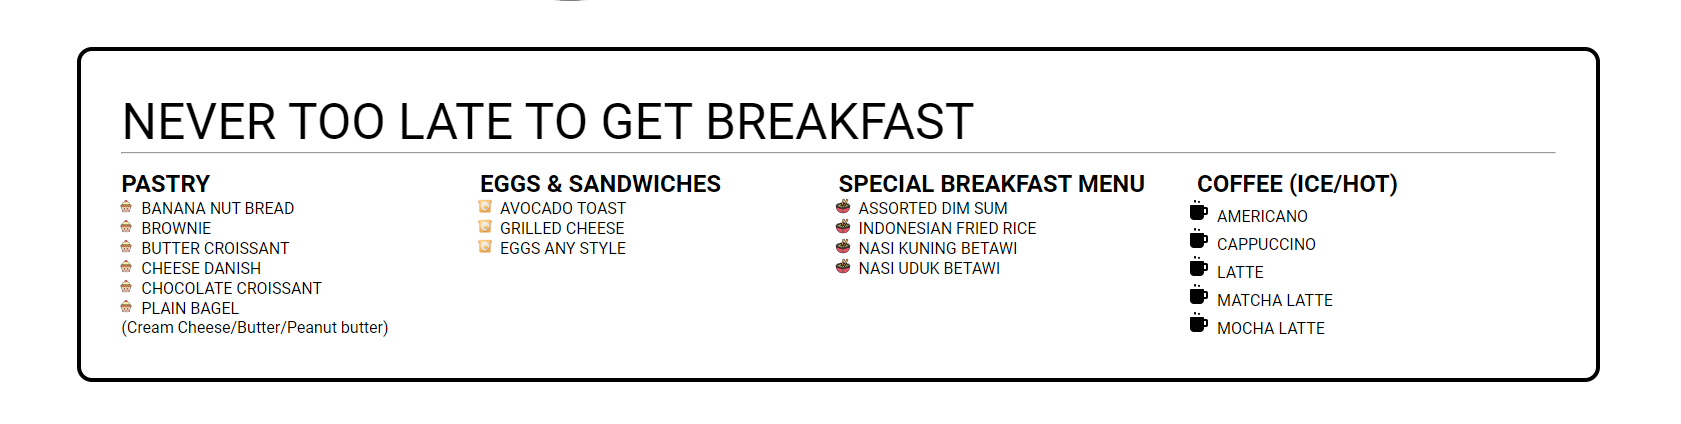 NEVER TOO LATE TO GET BREAKFAST
PASTRY
BANANA NUT BREAD
BROWNIE
BUTTER CROISSANT
CHEESE DANISH
CHOCOLATE CROISSANT
PLAIN BAGEL
(Cream Cheese/Butter/Peanut butter)
EGGS & SANDWICHES
AVOCADO TOAST
GRILLED CHEESE
EGGS ANY STYLE
SPECIAL BREAKFAST MENU
ASSORTED DIM SUM
INDONESIAN FRIED RICE
NASI KUNING BETAWI
NASI UDUK BETAWI
COFFEE (ICE/HOT)
AMERICANO
CAPPUCCINO
LATTE
MATCHA LATTE
MOCHA LATTE